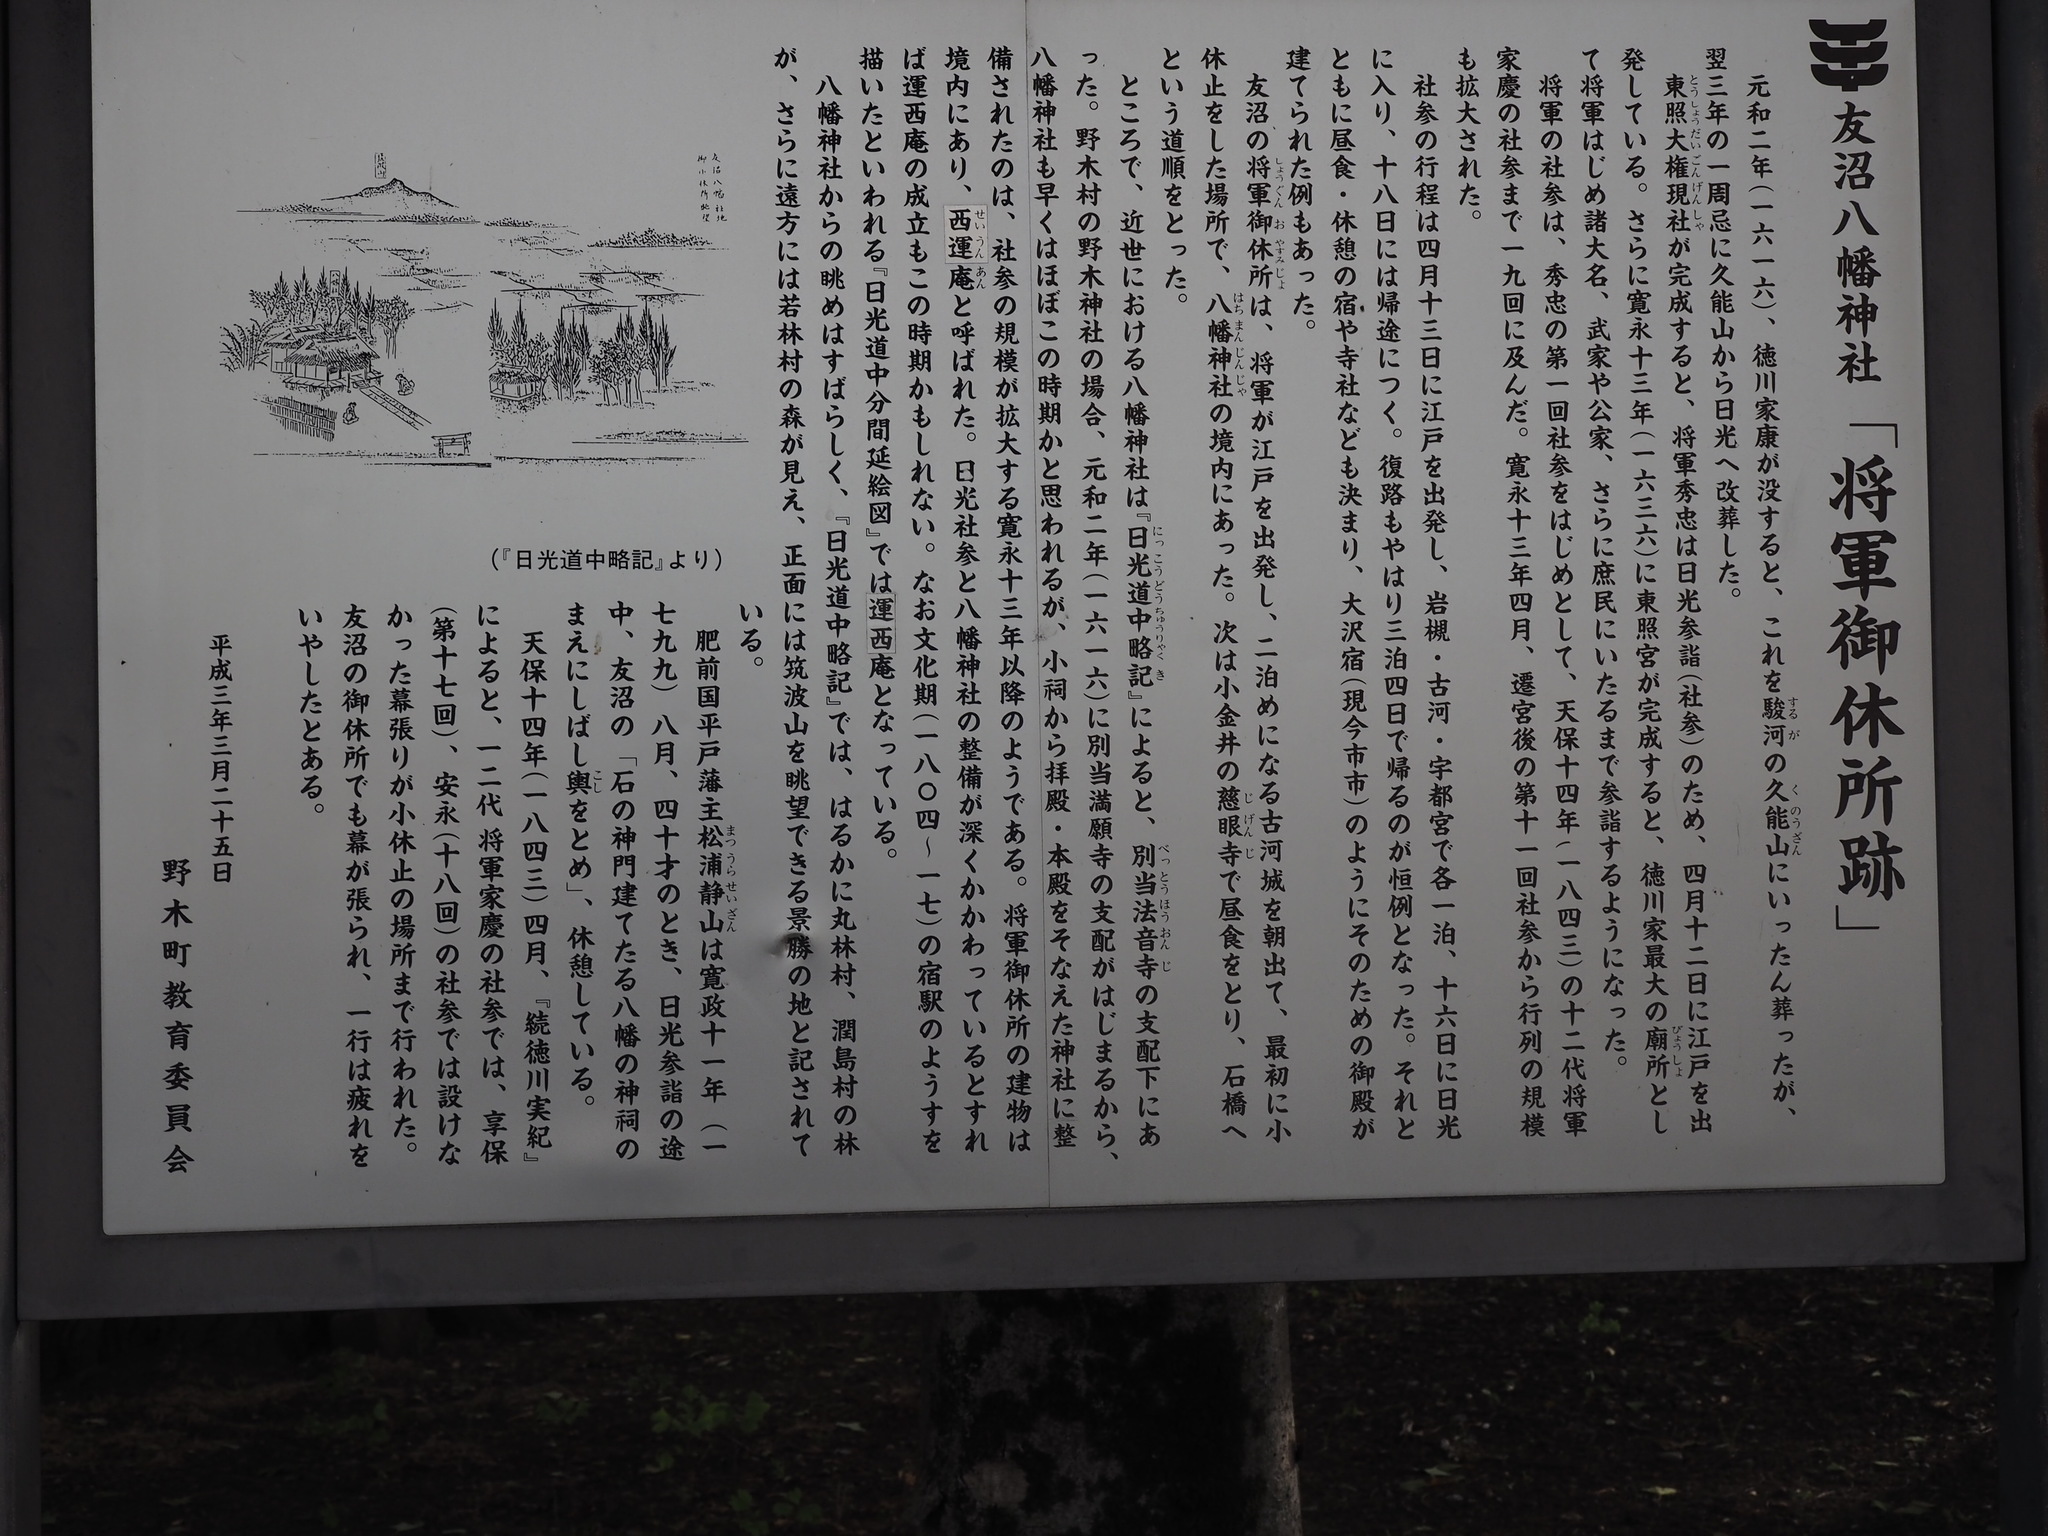 友沼八幡神社「将軍御休所跡」
元和二年(一六一六)、徳川家康が没すると、これを駿河の久能山にいったん葬ったが、
翌三年の一周忌に久能山から日光へ改葬した。
東照大権現社が完成すると、将軍秀忠は日光参詣(社参)のため、四月十二日に江戸を出
発している。さらに寛永十三年(一六三六)に東照宮が完成すると、徳川家最大の廟所とし
て将軍はじめ諸大名、武家や公家、さらに庶民にいたるまで参詣するようになった。
将軍の社参は、秀忠の第一回社参をはじめとして、天保十四年(一八四三)の十二代将軍
家慶の社参まで一九回に及んだ。寛永十三年四月、遷宮後の第十一回社参から行列の規模
も拡大された。
社参の行程は四月十三日に江戸を出発し、岩槻・古河・宇都宮で各一泊、十六日に日光
に入り、十八日には帰途につく。復路もやはり三泊四日で帰るのが恒例となった。それと
ともに昼食・休憩の宿や寺社なども決まり、大沢宿(現今市市)のようにそのための御殿が
建てられた例もあった。
友沼の将軍御休所は、将軍が江戸を出発し、二泊めになる古河城を朝出て、最初に小
休止をした場所で、八幡神社の境内にあった。次は小金井の慈眼寺で昼食をとり、石橋へ
という道順をとった。
ところで、近世における八幡神社は『日光道中略記』によると、別当法音寺の支配下にあ
った。野木村の野木神社の場合、元和二年(一六一六)に別当満願寺の支配がはじまるから、
八幡神社も早くはほぼこの時期かと思われるが、小祠から拝殿・本殿をそなえた神社に整
備されたのは、社参の規模が拡大する寛永十三年以降のようである。将軍御休所の建物は
境内にあり、西運庵と呼ばれた。日光社参と八幡神社の整備が深くかかわっているとすれ
ば運西庵の成立もこの時期かもしれない。なお文化期(一八〇四～一七)の宿駅のようすを
描いたといわれる『日光道中分間延絵図』では運西庵となっている。
八幡神社からの眺めはすばらしく、『日光道中略記』では、はるかに丸林村、潤島村の林
が、さらに遠方には若林村の森が見え、正面には筑波山を眺望できる景勝の地と記されて
いる。
肥前国平戸藩主松浦静山は寛政十一年(一
七九九)八月、四十才のとき、日光参詣の途
中、友沼の「石の神門建てたる八幡の神祠の
まえにしばし輿をとめ」、休憩している。
天保十四年(一八四三)四月、『続徳川実紀』
によると、一二代将軍家慶の社参では、享保
(第十七回)、安永(十八回)の社参では設けな
かった幕張りが小休止の場所まで行われた。
友沼の御休所でも幕が張られ、一行は疲れを
いやしたとある。
平成三年三月二十五日
野木町教育委員会
友沼八幡社地
御小休所眺望
(『日光道中略記』より)